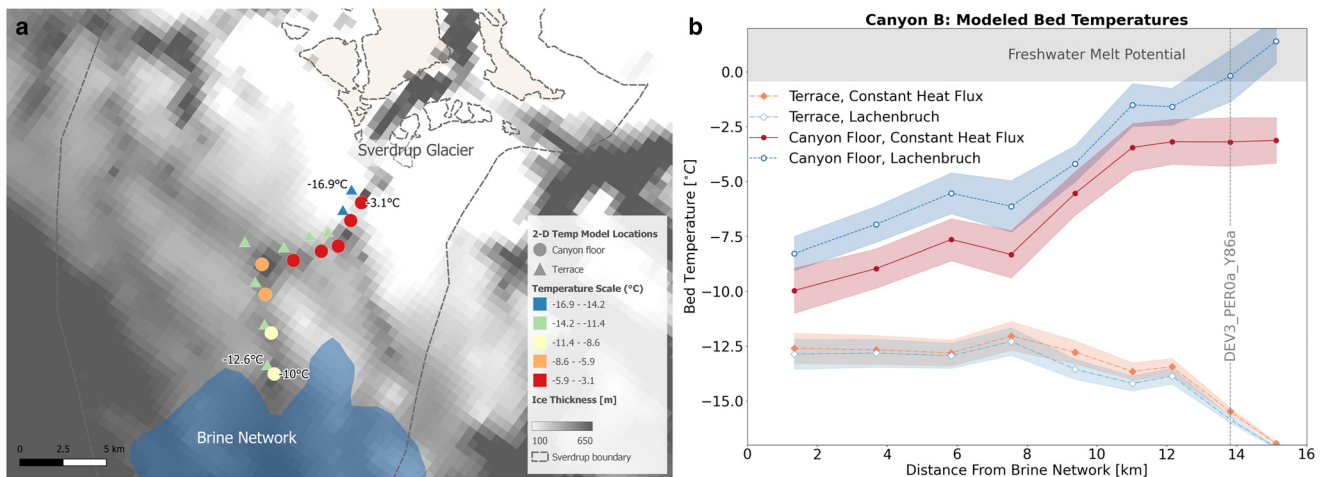 a
Sverdrup Glacier
-16.9°C
-3.1°C
-12.6°C
-10°C
Brine Network
0 2.5 5 km
2-D Temp Model Locations
Canyon floor
Terrace
Temperature Scale (°C)
-16.9 - -14.2
-14.2 - -11.4
-11.4 - -8.6
-8.6 - -5.9
-5.9 - -3.1
Ice Thickness [m]
100 650
Sverdrup boundary
b
Canyon B: Modeled Bed Temperatures
Freshwater Melt Potential
Terrace, Constant Heat Flux
Terrace, Lachenbruch
Canyon Floor, Constant Heat Flux
Canyon Floor, Lachenbruch
DEV3_PER0a_Y86a
Bed Temperature [°C]
0.0
−2.5
−5.0
−7.5
−10.0
−12.5
−15.0
0 2 4 6 8 10 12 14 16
Distance From Brine Network [km]